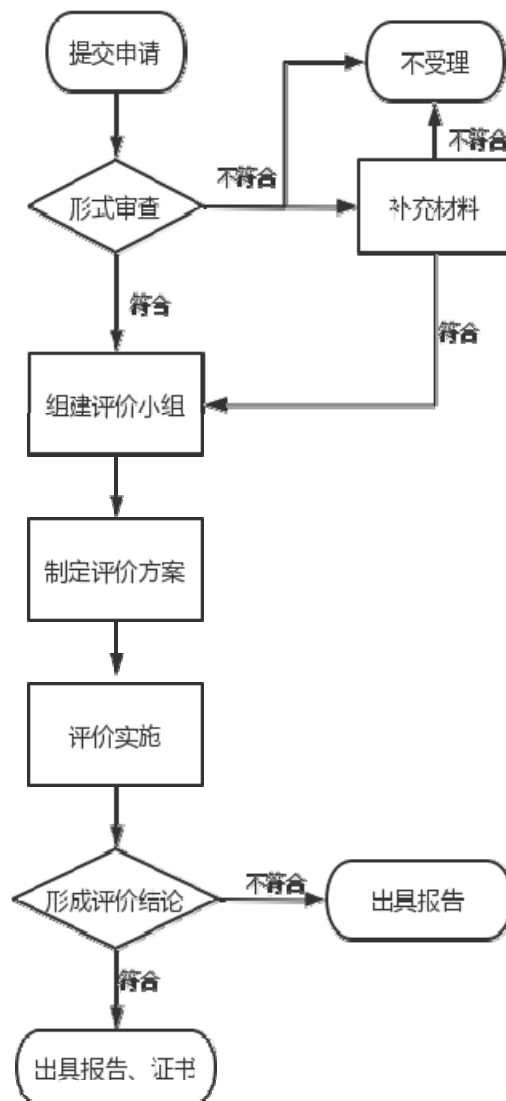 提交申请
不受理
不符合
不符合
形式审查
补充材料
符合
符合
组建评价小组
制定评价方案
评价实施
不符合
形成评价结论
出具报告
符合
出具报告、证书